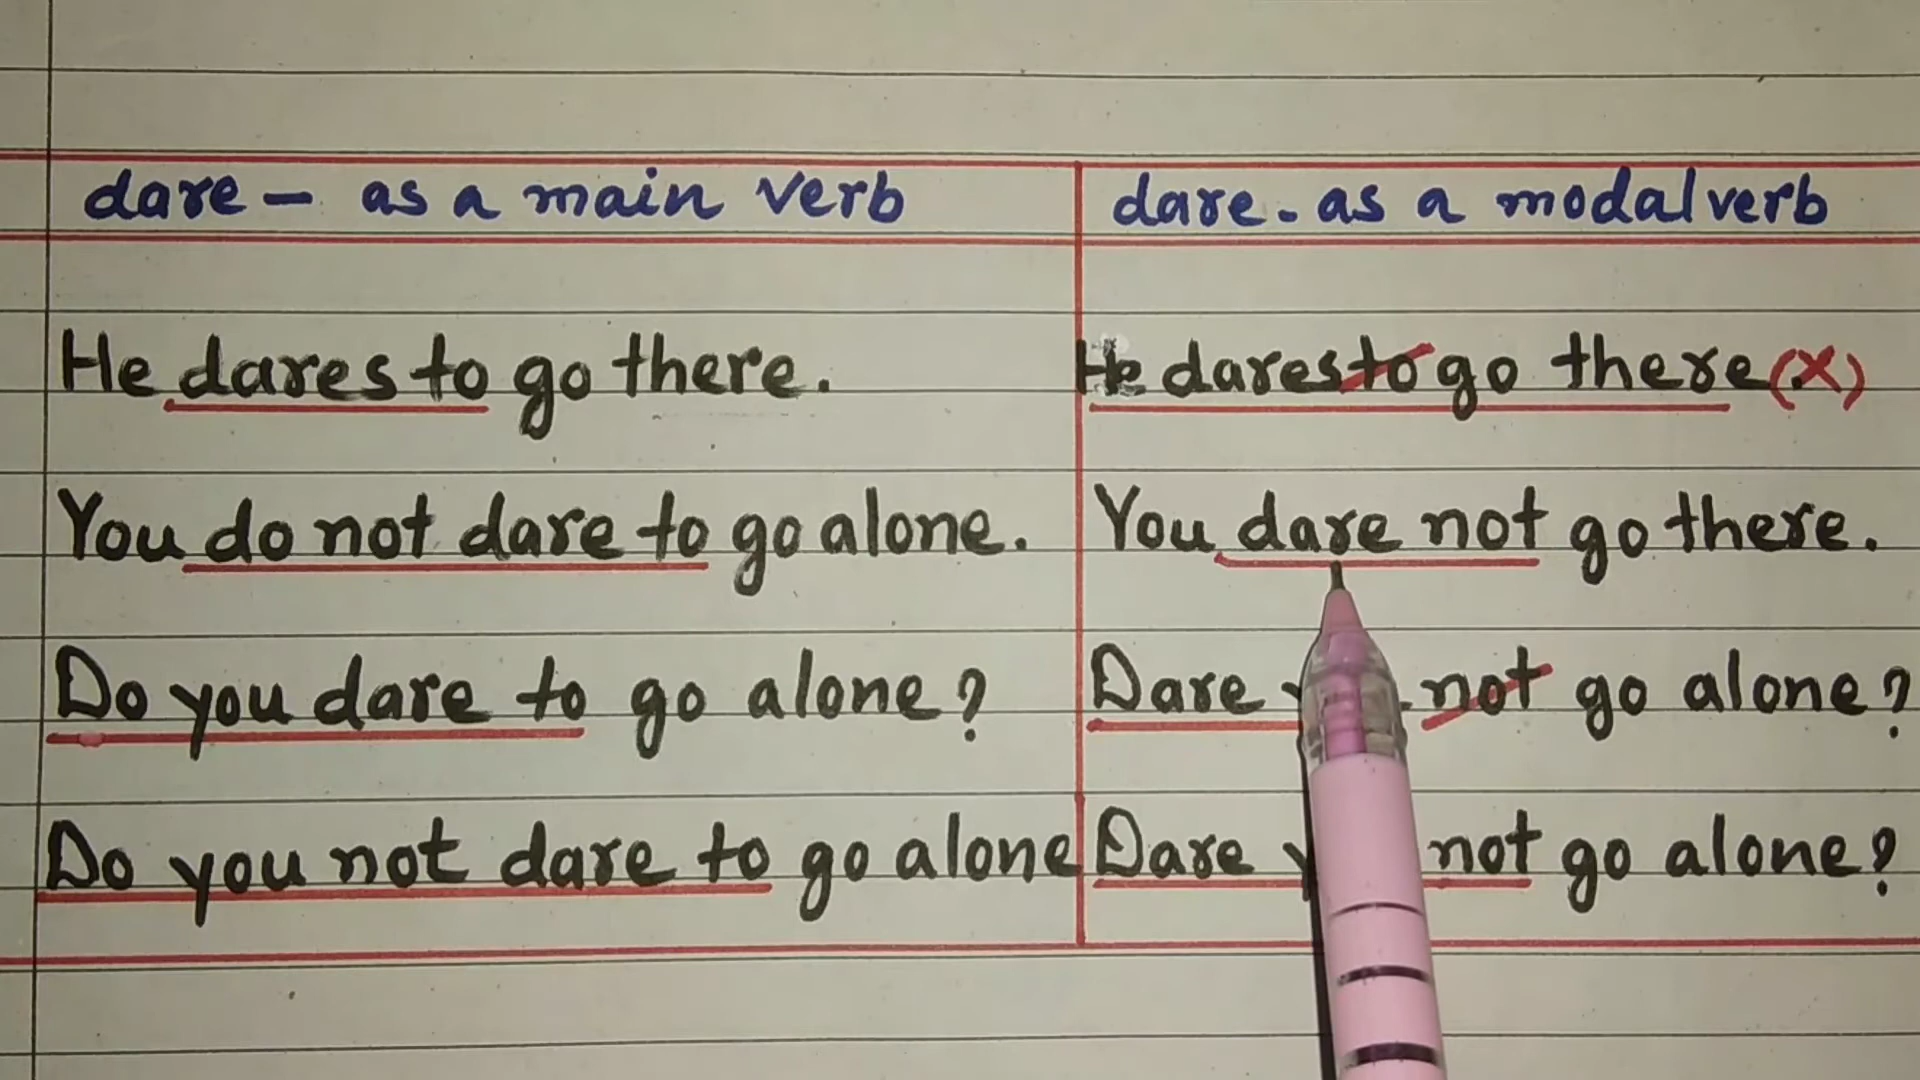 dare – as a main verb
dare - as a modal verb
He dares to go there.
He dares to go there (X)
You do not dare to go alone.
You dare not go there.
Do you dare to go alone?
Dare not go alone?
Do you not dare to go alone
Dare not go alone?